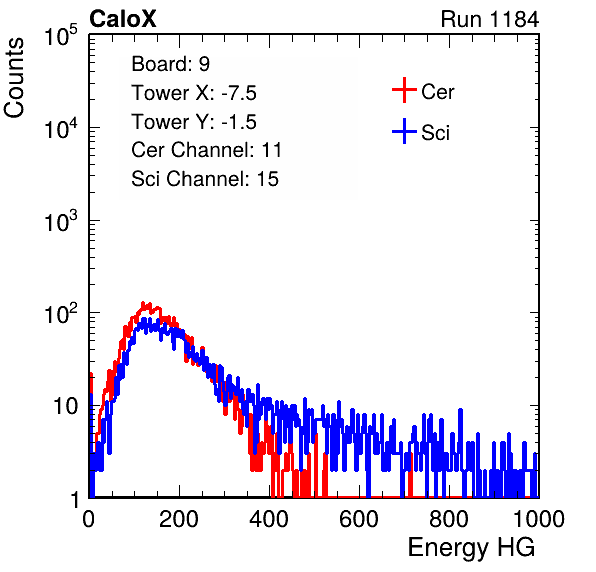 CaloX Run 1184
Counts
10^5
10^4
10^3
10^2
10
1
Board: 9
Tower X: -7.5
Tower Y: -1.5
Cer Channel: 11
Sci Channel: 15
Cer
Sci
0 200 400 600 800 1000
Energy HG